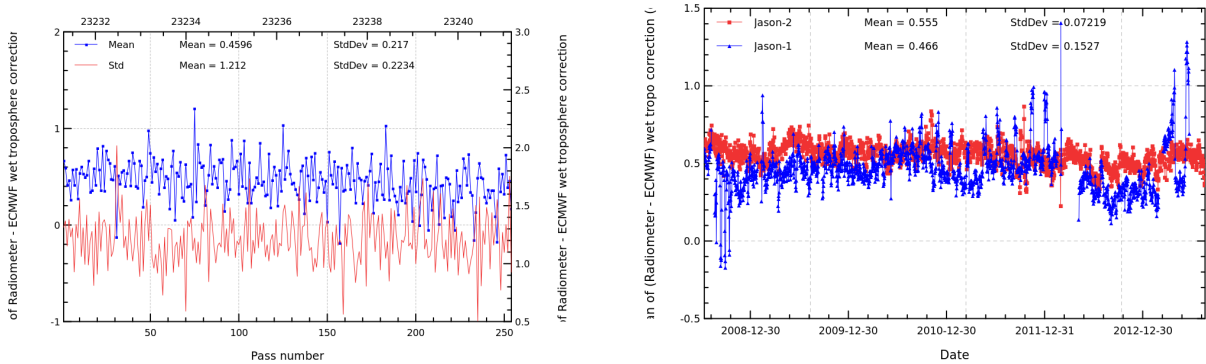 23232 23234 23236 23238 23240
Mean Mean = 0.4596 StdDev = 0.217
Std Mean = 1.212 StdDev = 0.2234
of Radiometer - ECMWF wet troposphere correction
2
1
0
-1
3.0
2.5
2.0
1.5
1.0
0.5
of Radiometer - ECMWF wet troposphere correction
50 100 150 200 250
Pass number
Jason-2 Mean = 0.555 StdDev = 0.07219
Jason-1 Mean = 0.466 StdDev = 0.1527
an of (Radiometer - ECMWF) wet tropo correction (
1.5
1.0
0.5
0.0
-0.5
2008-12-30 2009-12-30 2010-12-30 2011-12-31 2012-12-30
Date